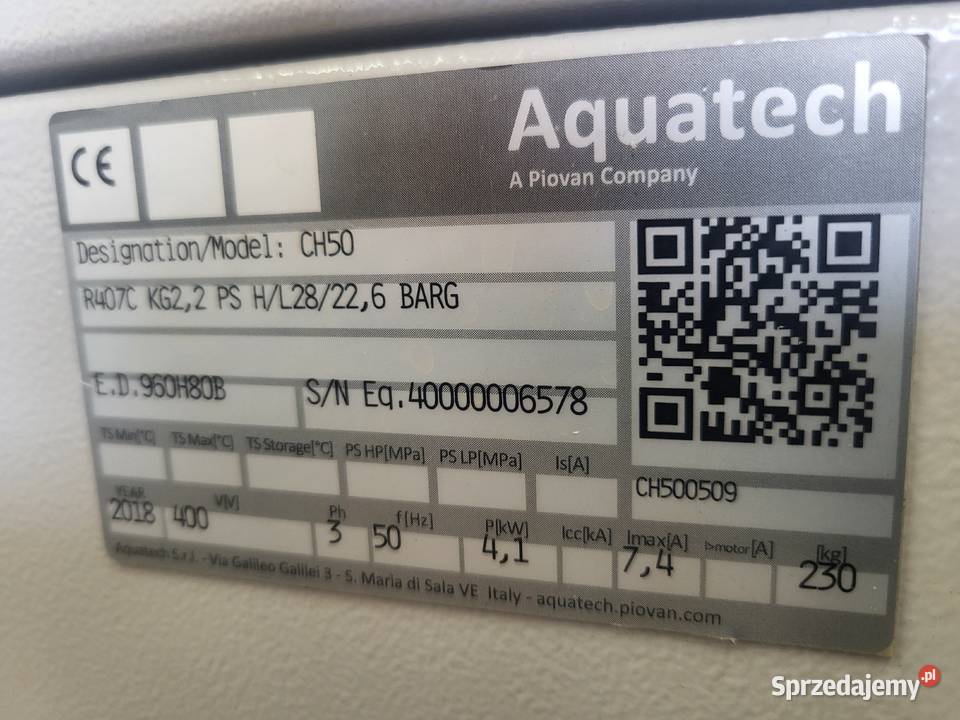 CE
Aquatech
A Piovan Company
Designation/Model: CH50
R407C KG2,2 PS H/L28/22,6 BARG
E.D.960H80B S/N Eq.40000006578
TS Min[°C] TS Max[°C] TS Storage[°C] PS HP[MPa] PS LP[MPa] Is[A]
CH500509
YEAR V[V] Ph f[Hz] P[kW] Icc[kA] Imax[A] I>motor[A] [kg]
2018 400 3 50 4,1 7,4 230
Aquatech S.r.l. - Via Galileo Galilei 3 - S. Maria di Sala VE Italy - aquatech.piovan.com
Sprzedajemy.pl